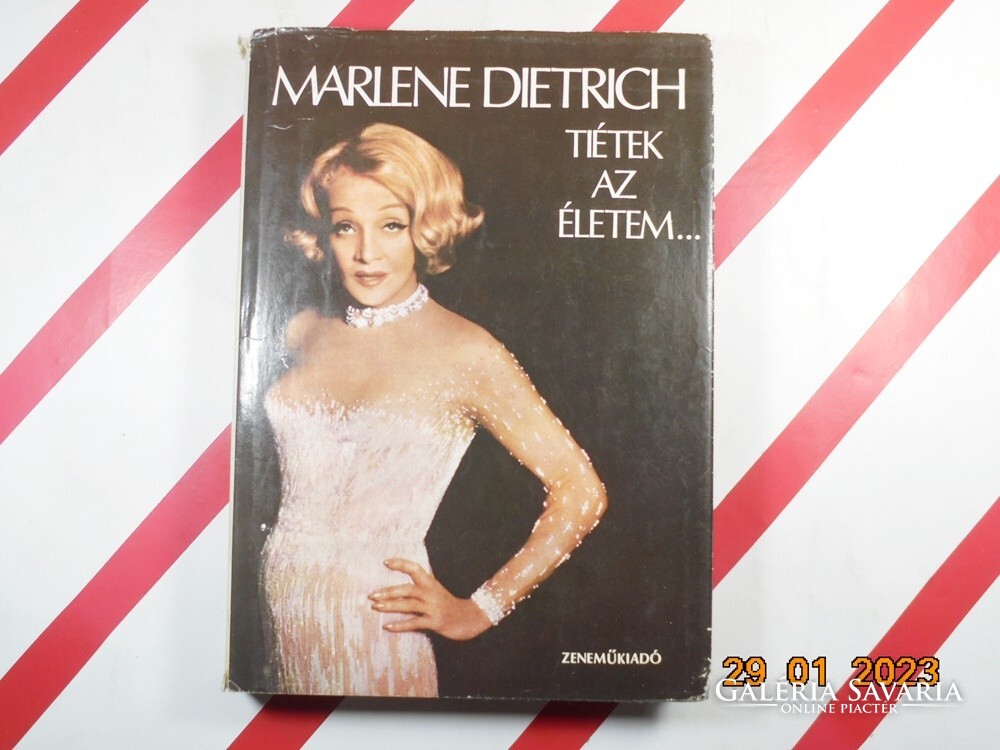 MARLENE DIETRICH
TIÉTEK
AZ
ÉLETEM...
ZENEMŰKIADÓ
29 01 2023
GALÉRIA SAVARIA
ONLINE PIACTÉR